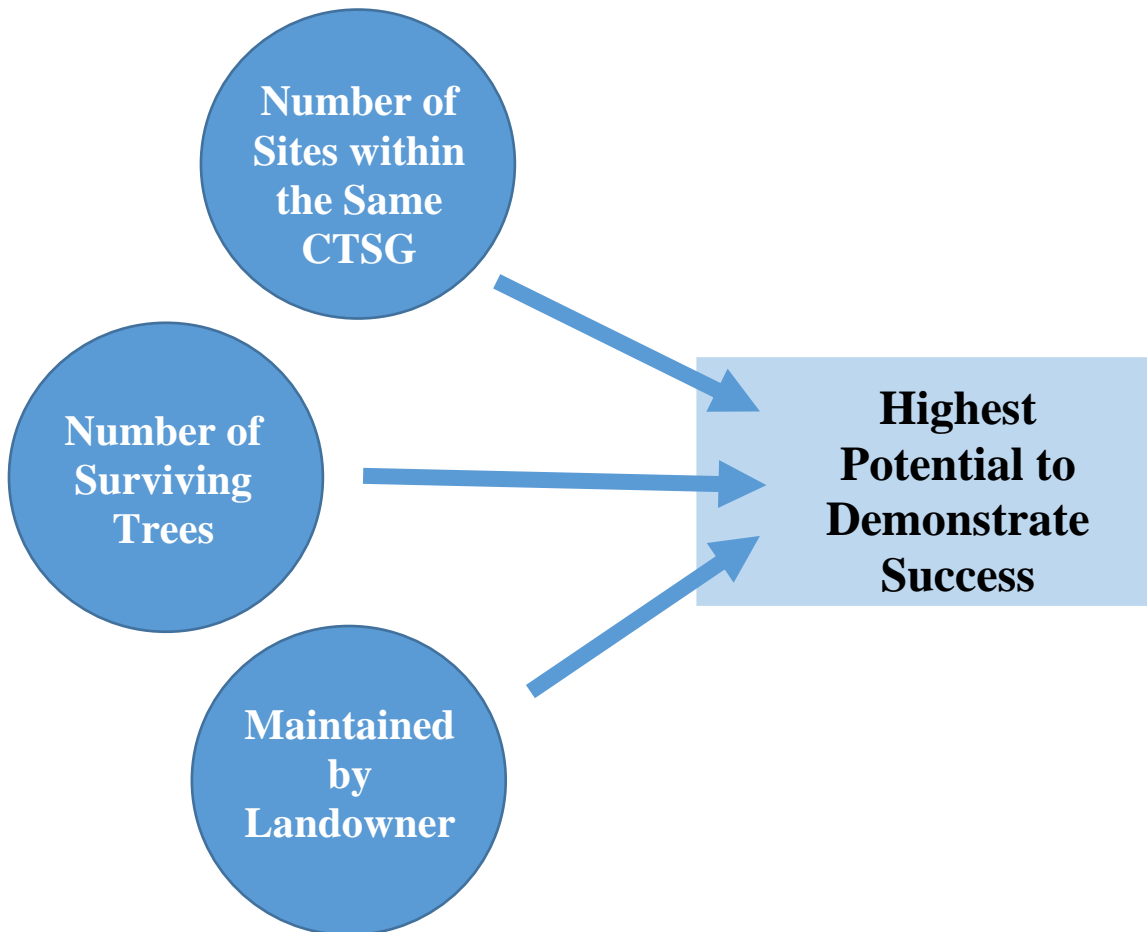 Number of
Sites within
the Same
CTSG
Number of
Surviving
Trees
Maintained
by
Landowner
Highest
Potential to
Demonstrate
Success